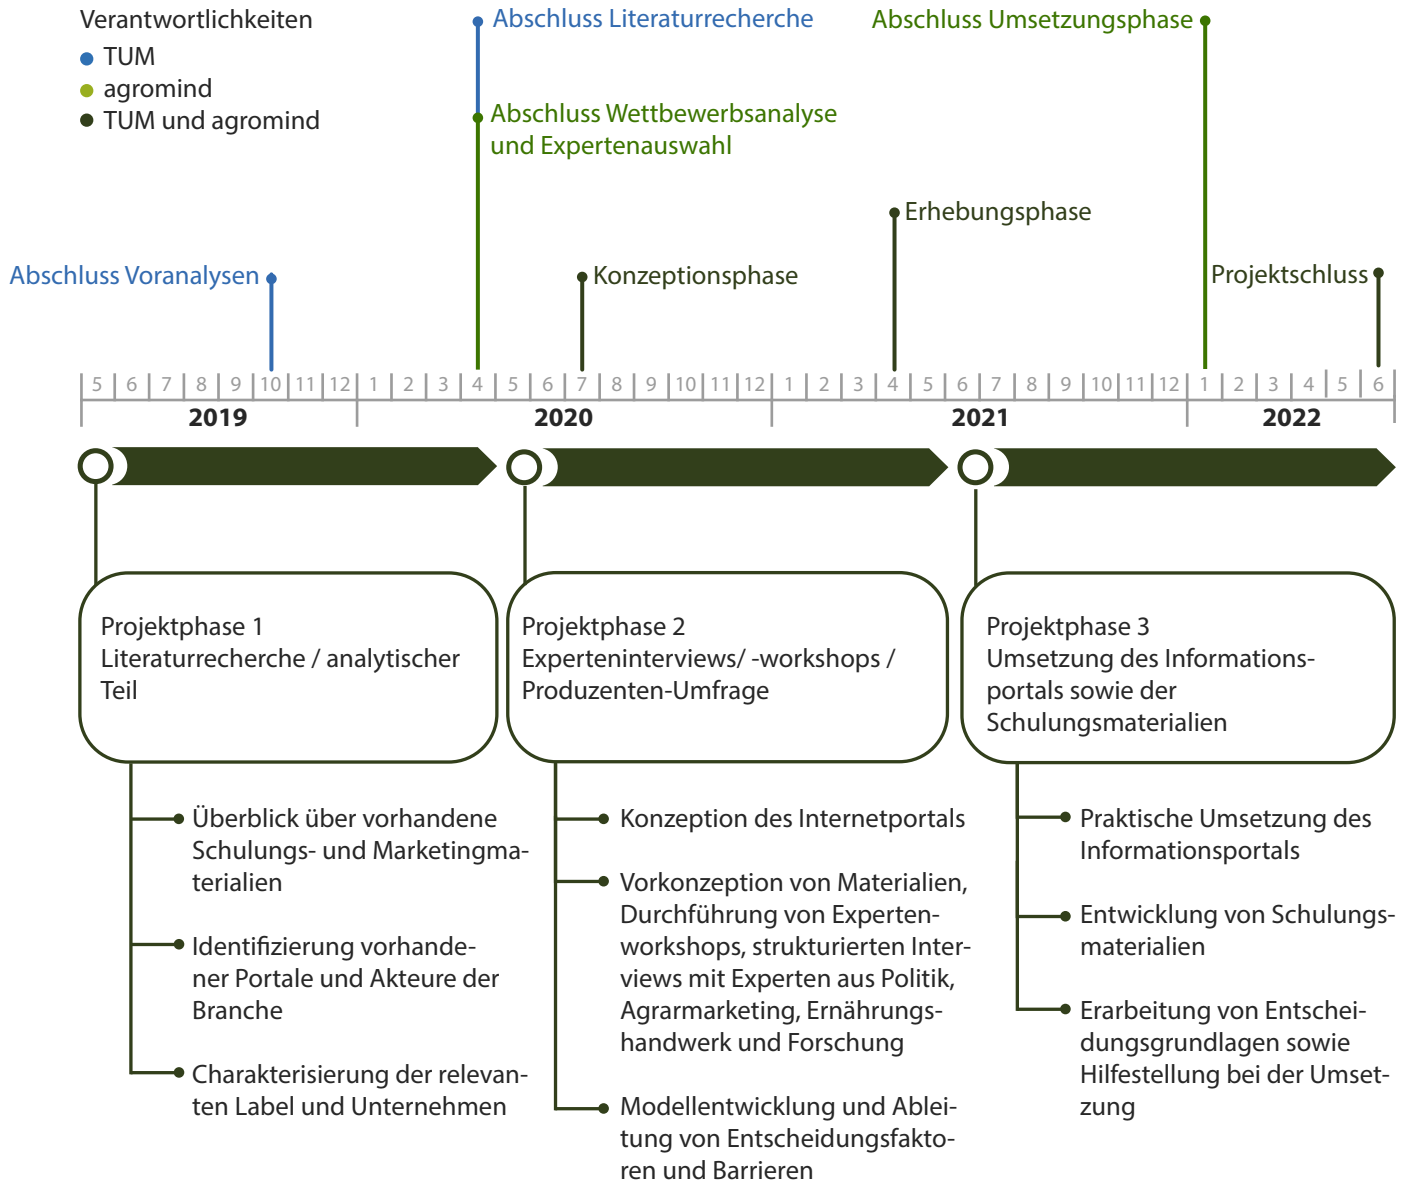 Verantwortlichkeiten
TUM
agromind
TUM und agromind
Abschluss Literaturrecherche
Abschluss Umsetzungsphase
Abschluss Wettbewerbsanalyse
und Expertenauswahl
Erhebungsphase
Abschluss Voranalysen
Konzeptionsphase
Projektschluss
5 6 7 8 9 10 11 12 1 2 3 4 5 6 7 8 9 10 11 12 1 2 3 4 5 6 7 8 9 10 11 12 1 2 3 4 5 6
2019 2020 2021 2022
Projektphase 1
Literaturrecherche / analytischer
Teil
Überblick über vorhandene
Schulungs- und Marketingma-
terialien
Identifizierung vorhande-
ner Portale und Akteure der
Branche
Charakterisierung der relevan-
ten Label und Unternehmen
Projektphase 2
Experteninterviews/ -workshops /
Produzenten-Umfrage
Konzeption des Internetportals
Vorkonzeption von Materialien,
Durchführung von Experten-
workshops, strukturierten Inter-
views mit Experten aus Politik,
Agrarmarketing, Ernährungs-
handwerk und Forschung
Modellentwicklung und Ablei-
tung von Entscheidungsfakto-
ren und Barrieren
Projektphase 3
Umsetzung des Informations-
portals sowie der
Schulungsmaterialien
Praktische Umsetzung des
Informationsportals
Entwicklung von Schulungs-
materialien
Erarbeitung von Entschei-
dungsgrundlagen sowie
Hilfestellung bei der Umset-
zung